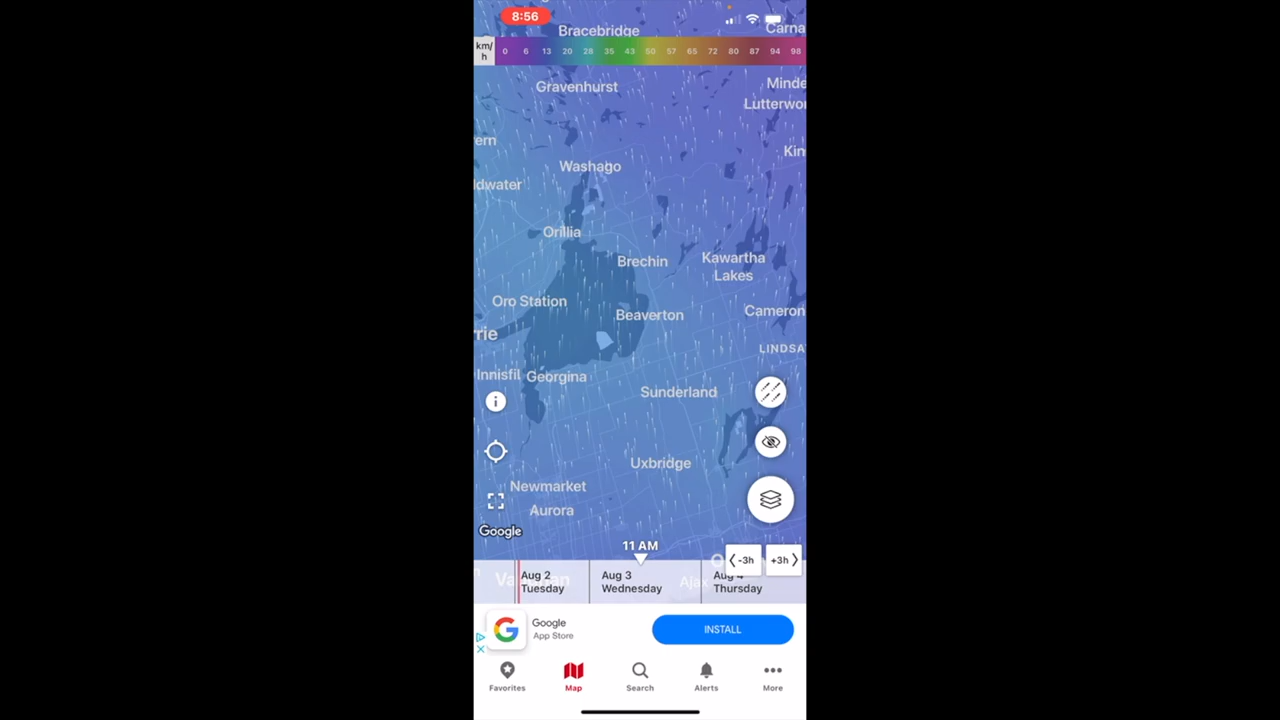 8:56
Bracebridge
Carna
km/
h
0 6 13 20 28 35 43 50 57 65 72 80 87 94 98
Gravenhurst
Minde
Lutterwor
ern
Kin
Washago
dwater
Orillia
Brechin
Kawartha
Lakes
Oro Station
Cameron
Beaverton
rrie
LINDSA
Innisfil
Georgina
Sunderland
Uxbridge
Newmarket
Aurora
Google
11 AM
-3h
+3h
Aug 2
Tuesday
Aug 3
Wednesday
Aug 4
Thursday
Ajax
Google
App Store
INSTALL
Favorites
Map
Search
Alerts
More